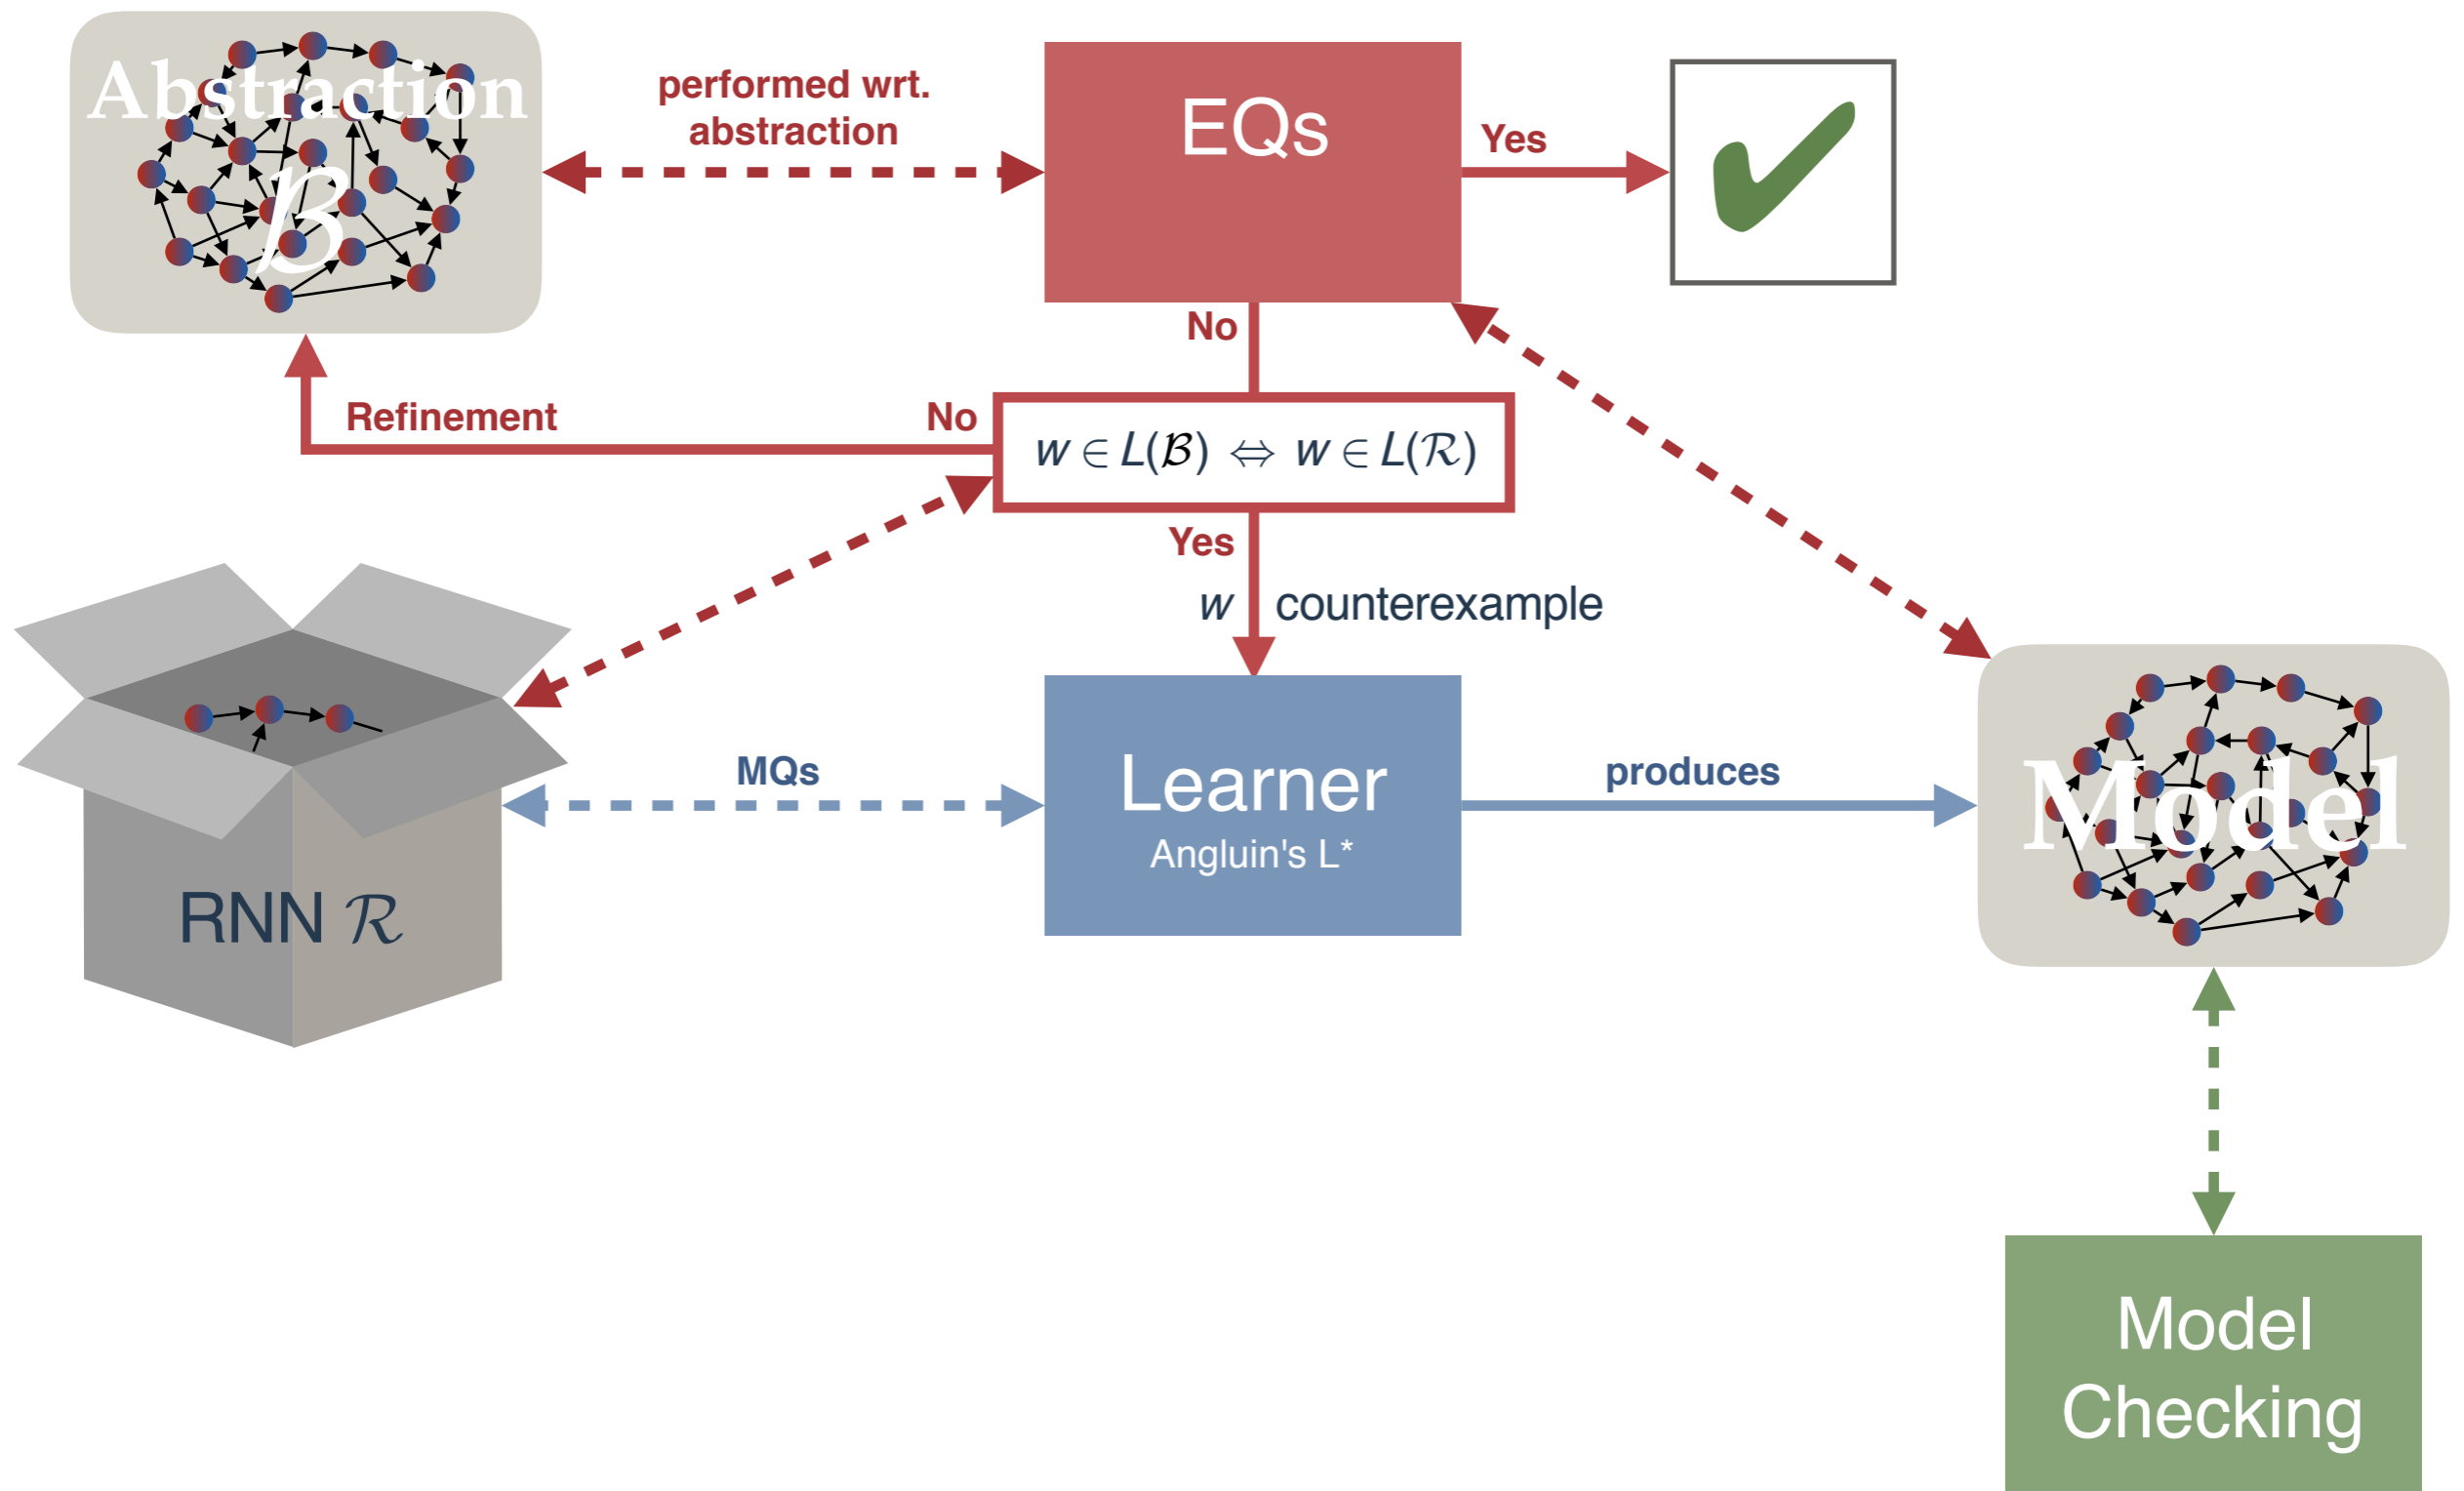 Abstraction
ℬ
performed wrt.
abstraction
EQs
Yes
No
Refinement
No
w ∈ L(ℬ) ⇔ w ∈ L(ℛ)
Yes
w counterexample
MQs
Learner
Angluin's L*
produces
Model
RNN ℛ
Model
Checking